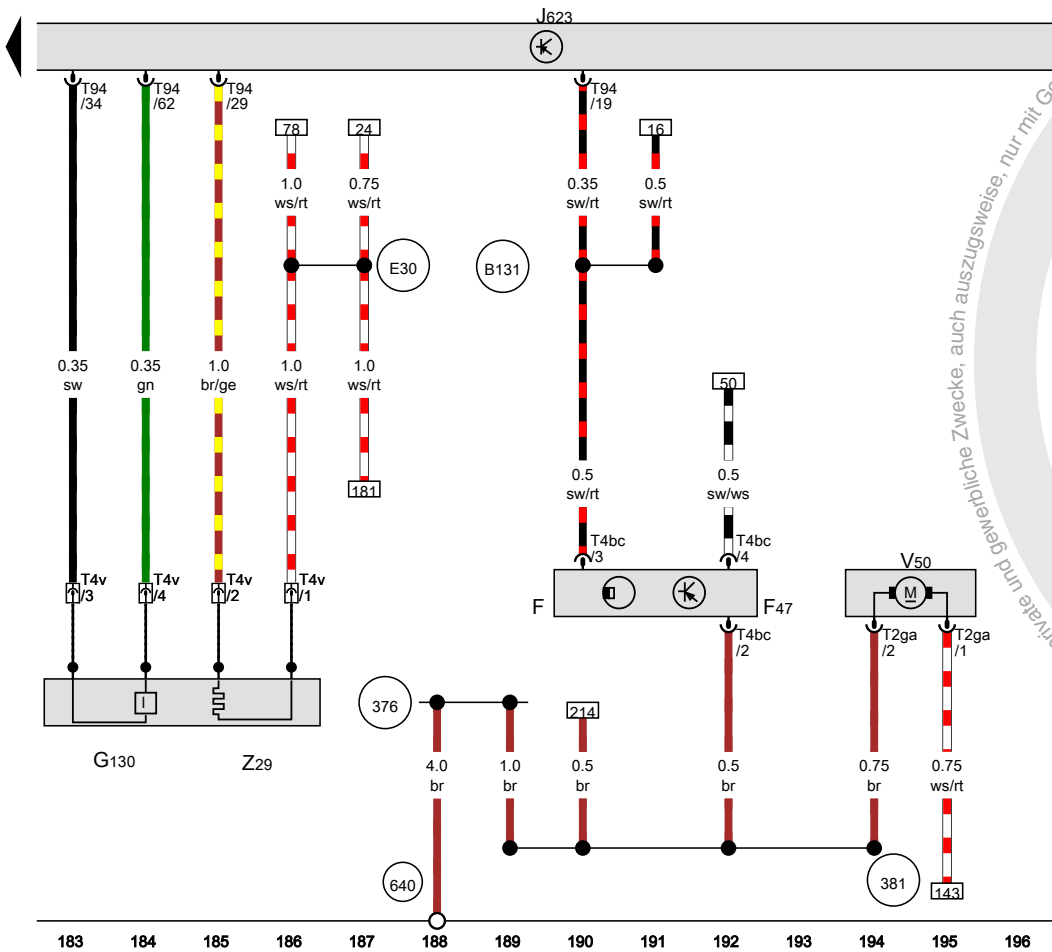 J623
T94
/34
T94
/62
T94
/29
T94
/19
78
24
16
1.0
ws/rt
0.75
ws/rt
0.35
sw/rt
0.5
sw/rt
E30
B131
0.35
sw
0.35
gn
1.0
br/ge
1.0
ws/rt
1.0
ws/rt
50
181
0.5
sw/rt
0.5
sw/ws
T4bc
/3
T4bc
/4
T4v
/3
T4v
/4
T4v
/2
T4v
/1
F
F47
V50
M
T4bc
/2
T2ga
/2
T2ga
/1
I
G130
Z29
376
214
4.0
br
1.0
br
0.5
br
0.5
br
0.75
br
0.75
ws/rt
640
381
143
183 184 185 186 187 188 189 190 191 192 193 194 195 196
private und gewerbliche Zwecke, auch auszugsweise, nur mit